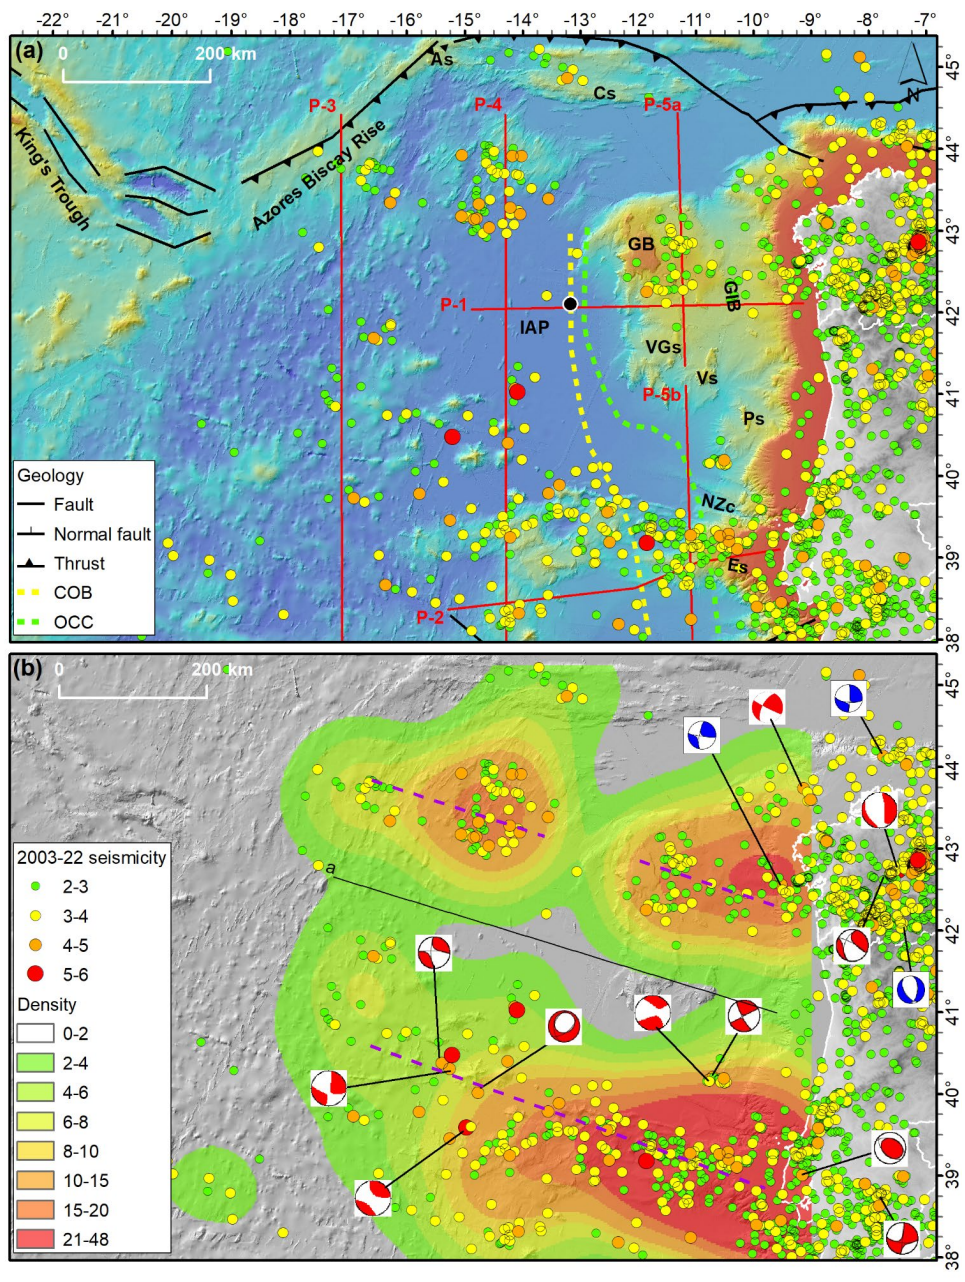 -22° -21° -20° -19° -18° -17° -16° -15° -14° -13° -12° -11° -10° -9° -8° -7°
(a)
0 200 km
As
Cs
N
P-3
P-4
P-5a
King's Trough
Azores Biscay Rise
GB
GIB
P-1
IAP
VGs
Vs
P-5b
Ps
NZc
Es
P-2
Geology
Fault
Normal fault
Thrust
COB
OCC
45°
44°
43°
42°
41°
40°
39°
38°
(b)
0 200 km
a
2003-22 seismicity
2-3
3-4
4-5
5-6
Density
0-2
2-4
4-6
6-8
8-10
10-15
15-20
21-48
45°
44°
43°
42°
41°
40°
39°
38°